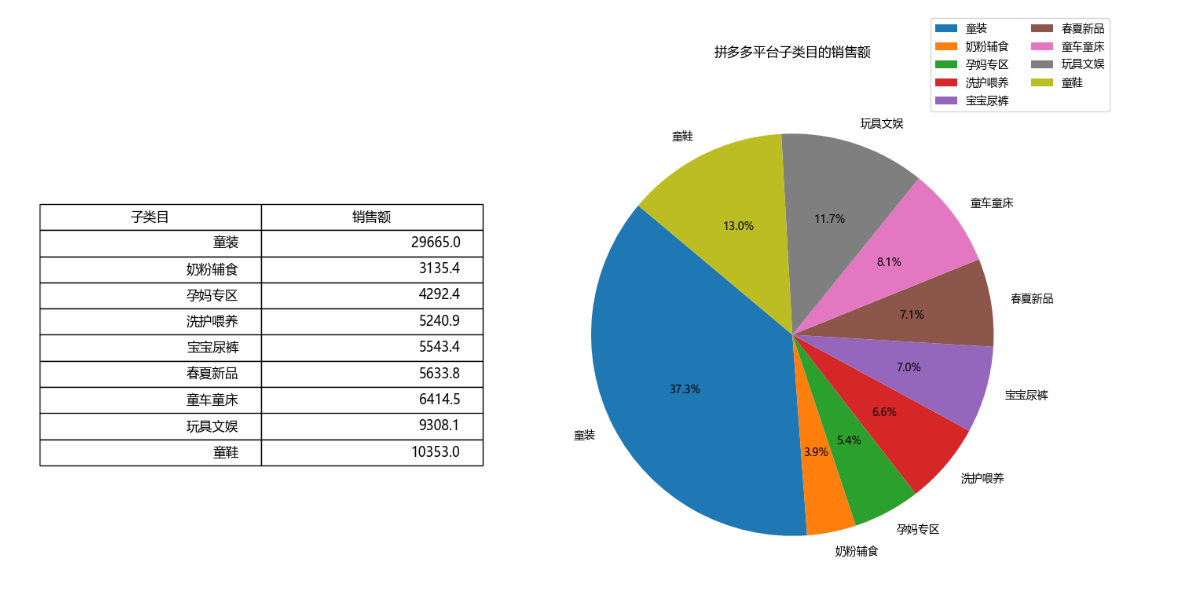 子类目 销售额
童装 29665.0
奶粉辅食 3135.4
孕妈专区 4292.4
洗护喂养 5240.9
宝宝尿裤 5543.4
春夏新品 5633.8
童车童床 6414.5
玩具文娱 9308.1
童鞋 10353.0
拼多多平台子类目的销售额
童装 春夏新品
奶粉辅食 童车童床
孕妈专区 玩具文娱
洗护喂养 童鞋
宝宝尿裤
玩具文娱
童鞋
童车童床
11.7%
13.0%
8.1%
春夏新品
7.1%
7.0%
37.3%
宝宝尿裤
6.6%
童装
5.4%
3.9%
洗护喂养
孕妈专区
奶粉辅食